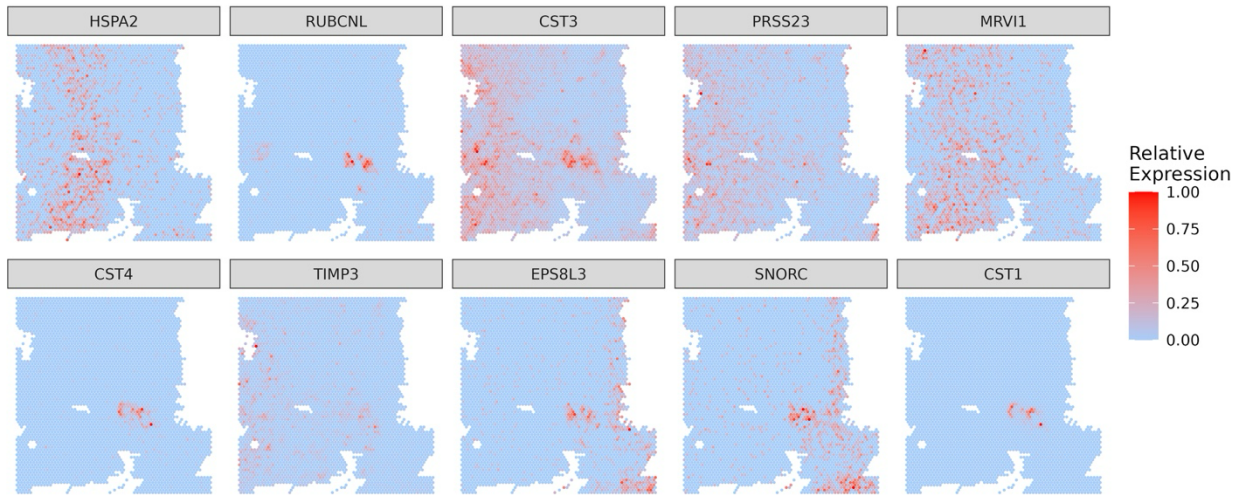 HSPA2
RUBCNL
CST3
PRSS23
MRVI1
Relative
Expression
1.00
0.75
0.50
0.25
0.00
CST4
TIMP3
EPS8L3
SNORC
CST1